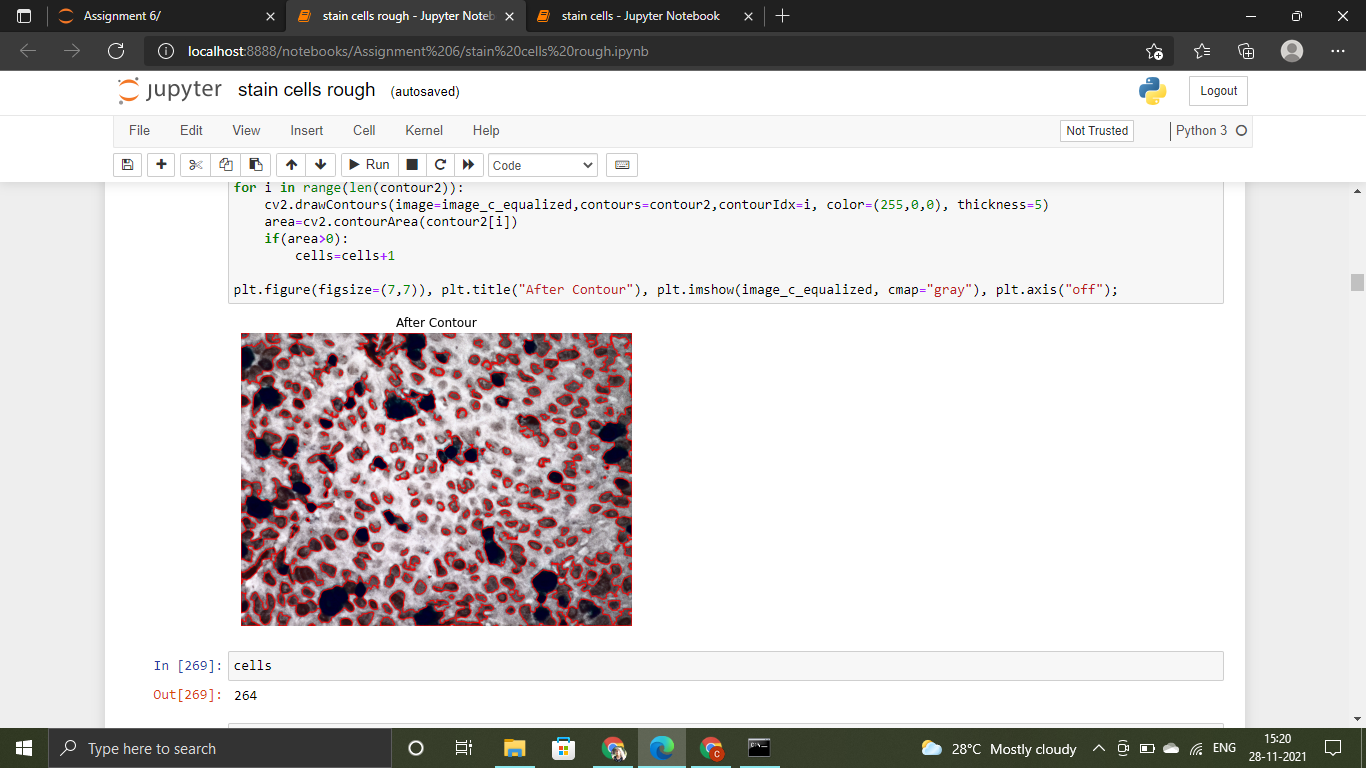 Assignment 6/
stain cells rough - Jupyter Noteb
stain cells - Jupyter Notebook
localhost:8888/notebooks/Assignment%206/stain%20cells%20rough.ipynb
jupyter stain cells rough (autosaved)
Logout
File Edit View Insert Cell Kernel Help
Not Trusted
Python 3
Run
Code
for i in range(len(contour2)):
    cv2.drawContours(image=image_c_equalized,contours=contour2,contourIdx=i, color=(255,0,0), thickness=5)
    area=cv2.contourArea(contour2[i])
    if(area>0):
        cells=cells+1
plt.figure(figsize=(7,7)), plt.title("After Contour"), plt.imshow(image_c_equalized, cmap="gray"), plt.axis("off");
After Contour
In [269]: cells
Out[269]: 264
Type here to search
28°C Mostly cloudy
ENG
15:20
28-11-2021